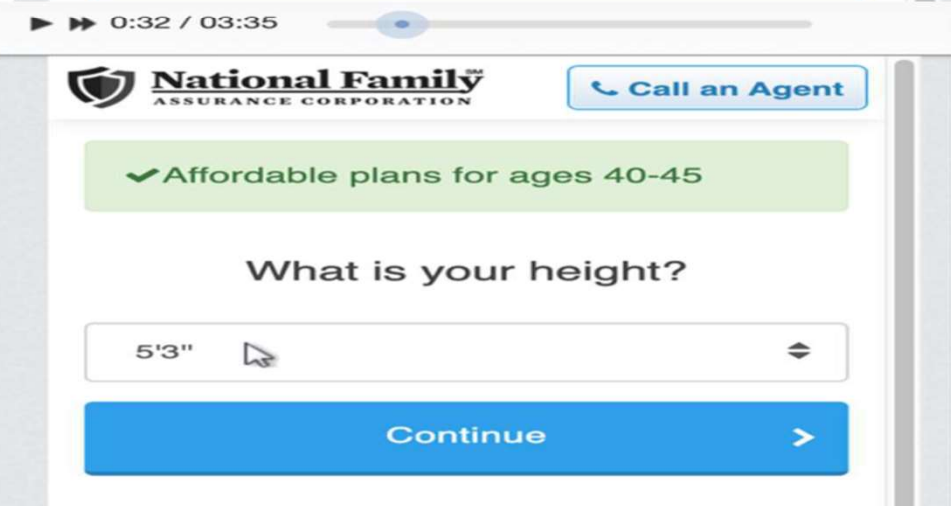 0:32 / 03:35
National Family℠
ASSURANCE CORPORATION
Call an Agent
Affordable plans for ages 40-45
What is your height?
5'3"
Continue